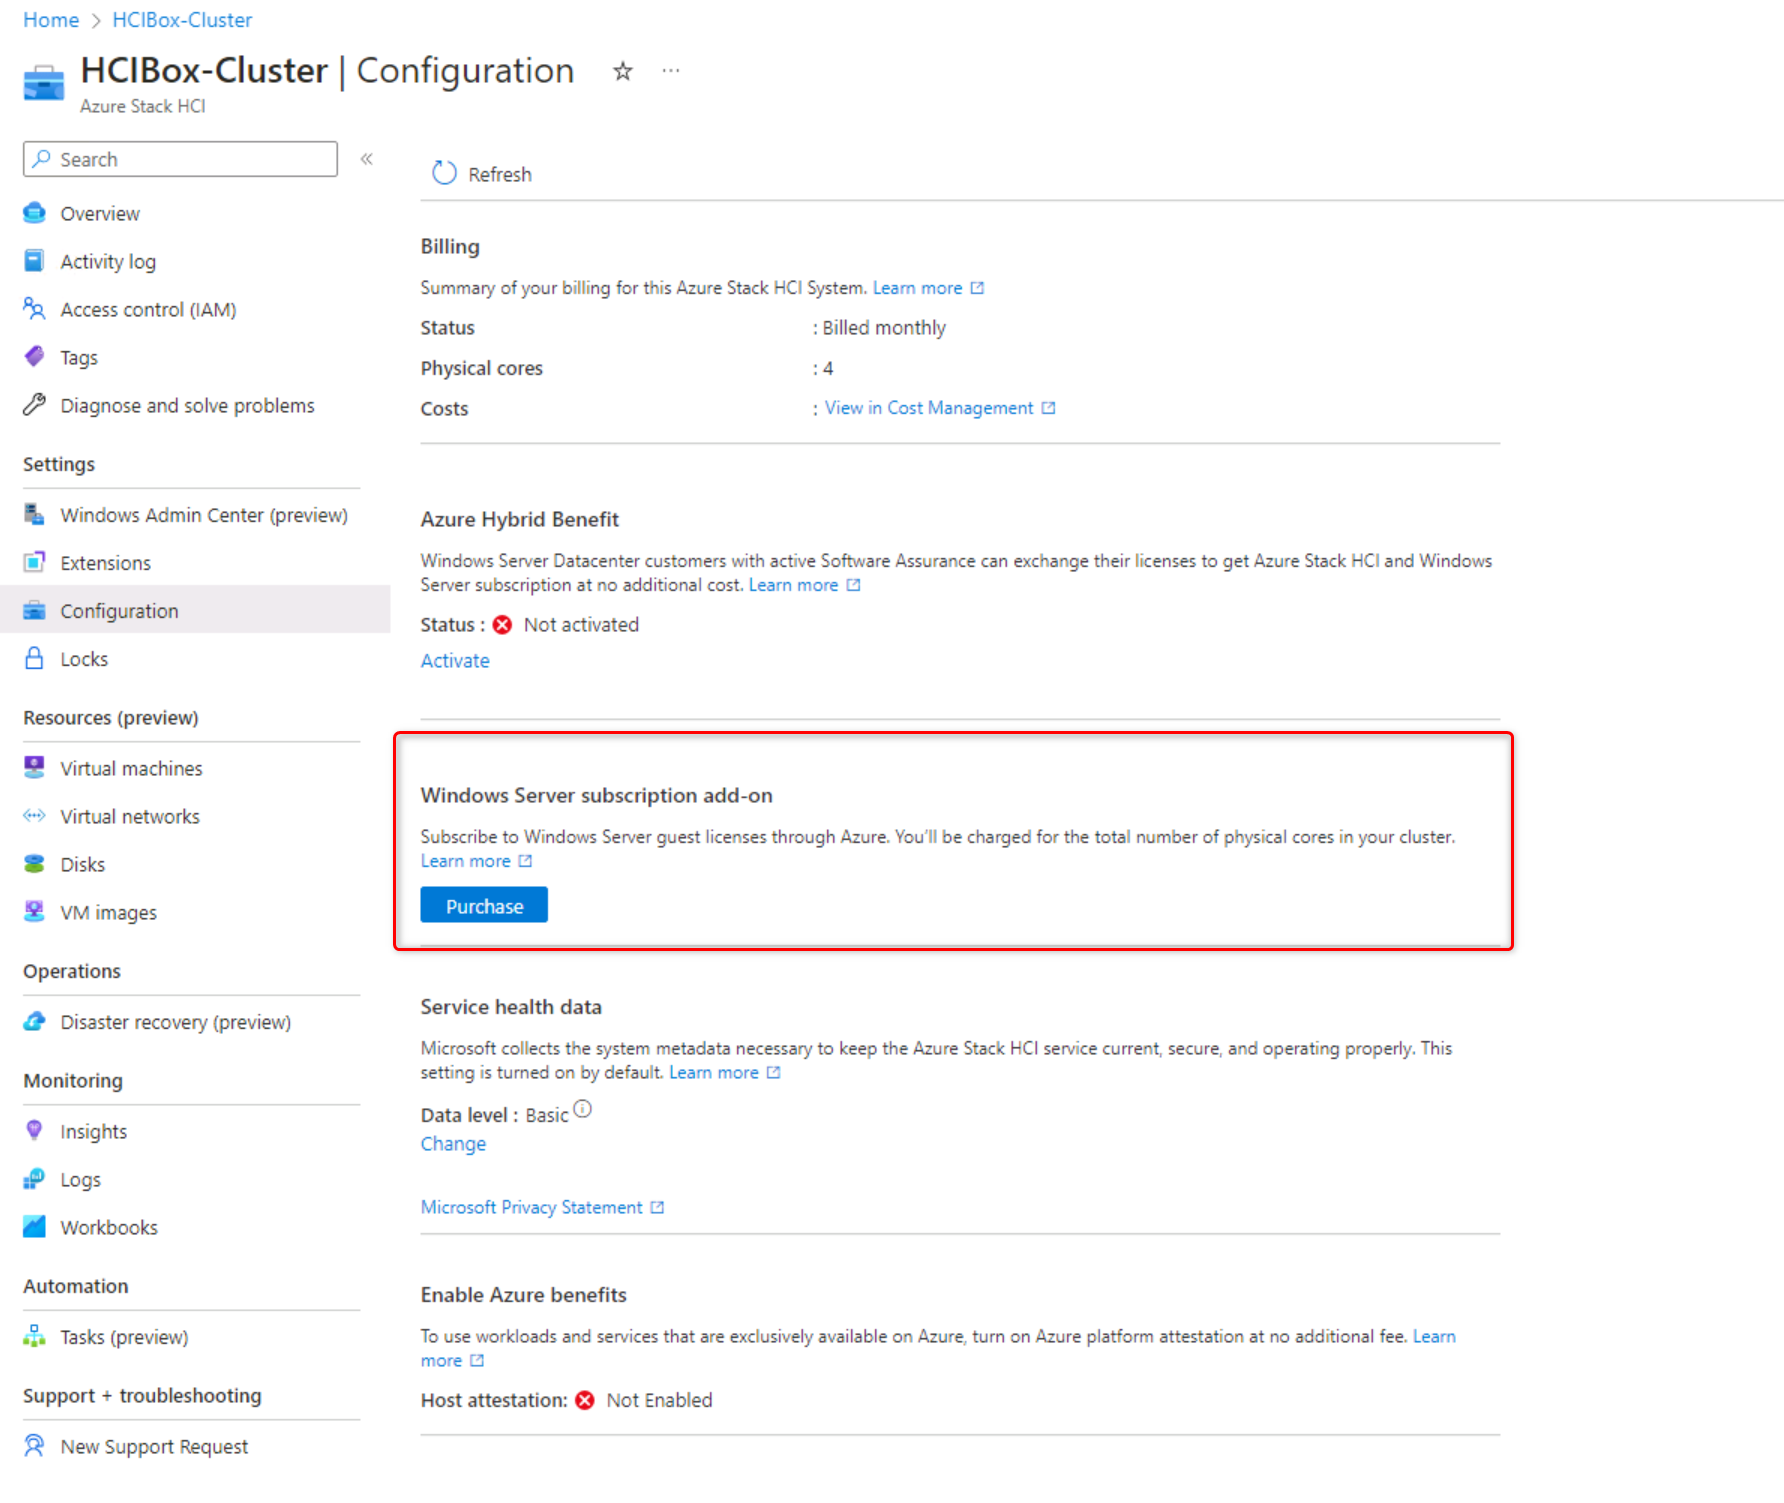 Home > HCIBox-Cluster
HCIBox-Cluster | Configuration
Azure Stack HCI
Search
Overview
Activity log
Access control (IAM)
Tags
Diagnose and solve problems
Settings
Windows Admin Center (preview)
Extensions
Configuration
Locks
Resources (preview)
Virtual machines
Virtual networks
Disks
VM images
Operations
Disaster recovery (preview)
Monitoring
Insights
Logs
Workbooks
Automation
Tasks (preview)
Support + troubleshooting
New Support Request
Refresh
Billing
Summary of your billing for this Azure Stack HCI System. Learn more
Status : Billed monthly
Physical cores : 4
Costs : View in Cost Management
Azure Hybrid Benefit
Windows Server Datacenter customers with active Software Assurance can exchange their licenses to get Azure Stack HCI and Windows
Server subscription at no additional cost. Learn more
Status : Not activated
Activate
Windows Server subscription add-on
Subscribe to Windows Server guest licenses through Azure. You'll be charged for the total number of physical cores in your cluster.
Learn more
Purchase
Service health data
Microsoft collects the system metadata necessary to keep the Azure Stack HCI service current, secure, and operating properly. This
setting is turned on by default. Learn more
Data level : Basic
Change
Microsoft Privacy Statement
Enable Azure benefits
To use workloads and services that are exclusively available on Azure, turn on Azure platform attestation at no additional fee. Learn
more
Host attestation: Not Enabled